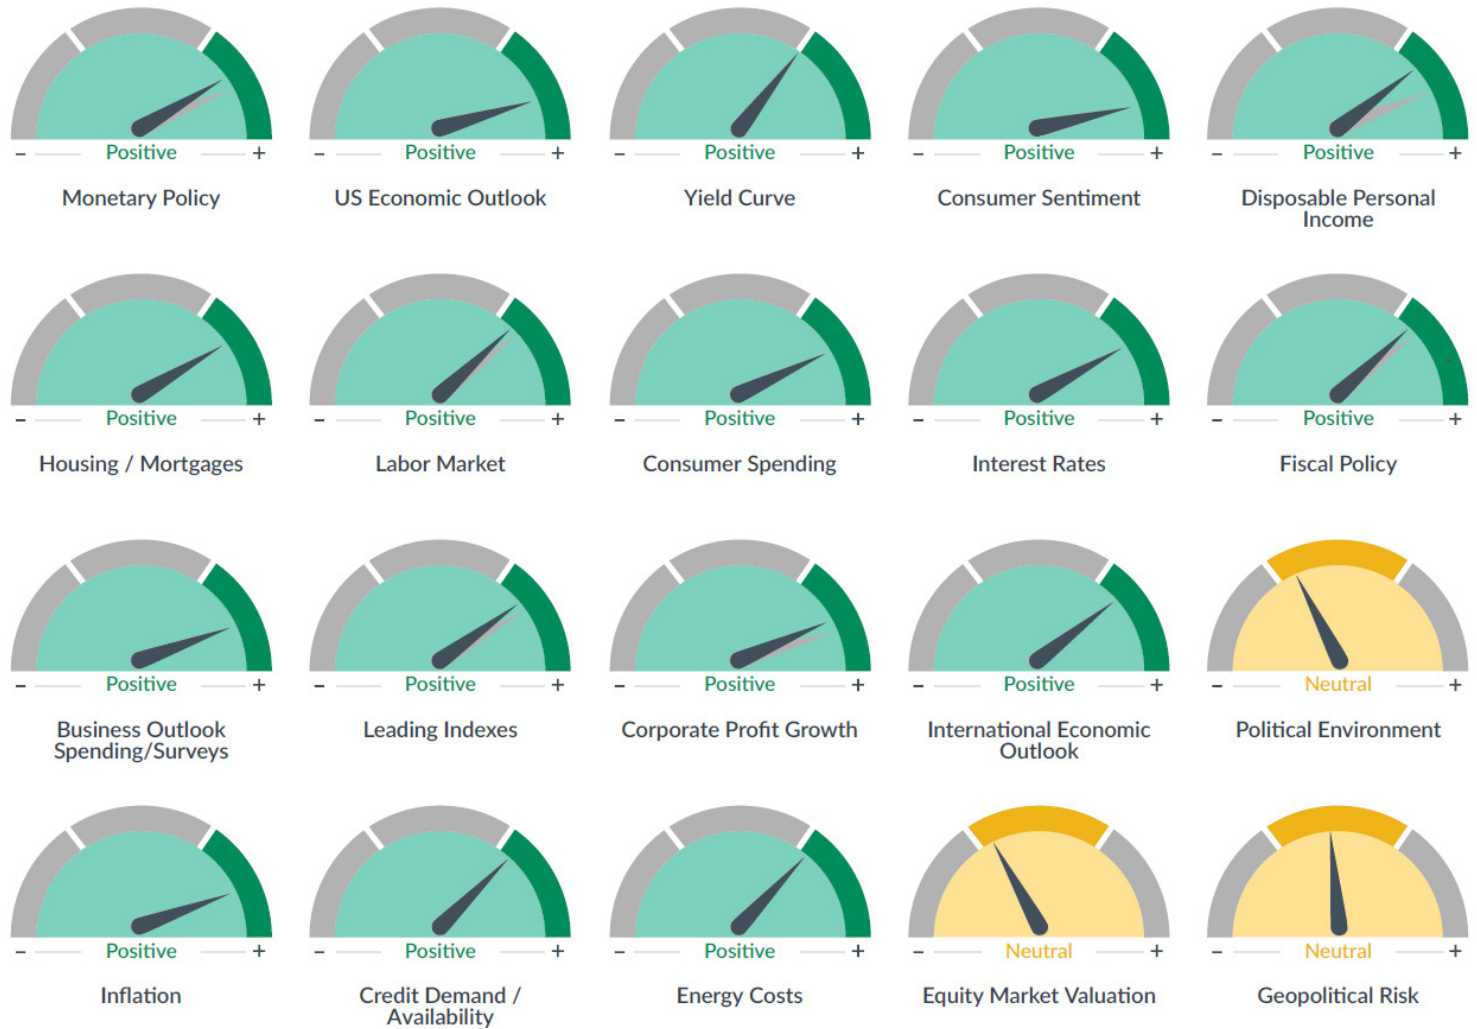 - Positive +
- Positive +
- Positive +
- Positive +
- Positive +
Monetary Policy
US Economic Outlook
Yield Curve
Consumer Sentiment
Disposable Personal
Income
- Positive +
- Positive +
- Positive +
- Positive +
- Positive +
Housing / Mortgages
Labor Market
Consumer Spending
Interest Rates
Fiscal Policy
- Positive +
- Positive +
- Positive +
- Positive +
- Neutral +
Business Outlook
Spending/Surveys
Leading Indexes
Corporate Profit Growth
International Economic
Outlook
Political Environment
- Positive +
- Positive +
- Positive +
- Neutral +
- Neutral +
Inflation
Credit Demand /
Availability
Energy Costs
Equity Market Valuation
Geopolitical Risk